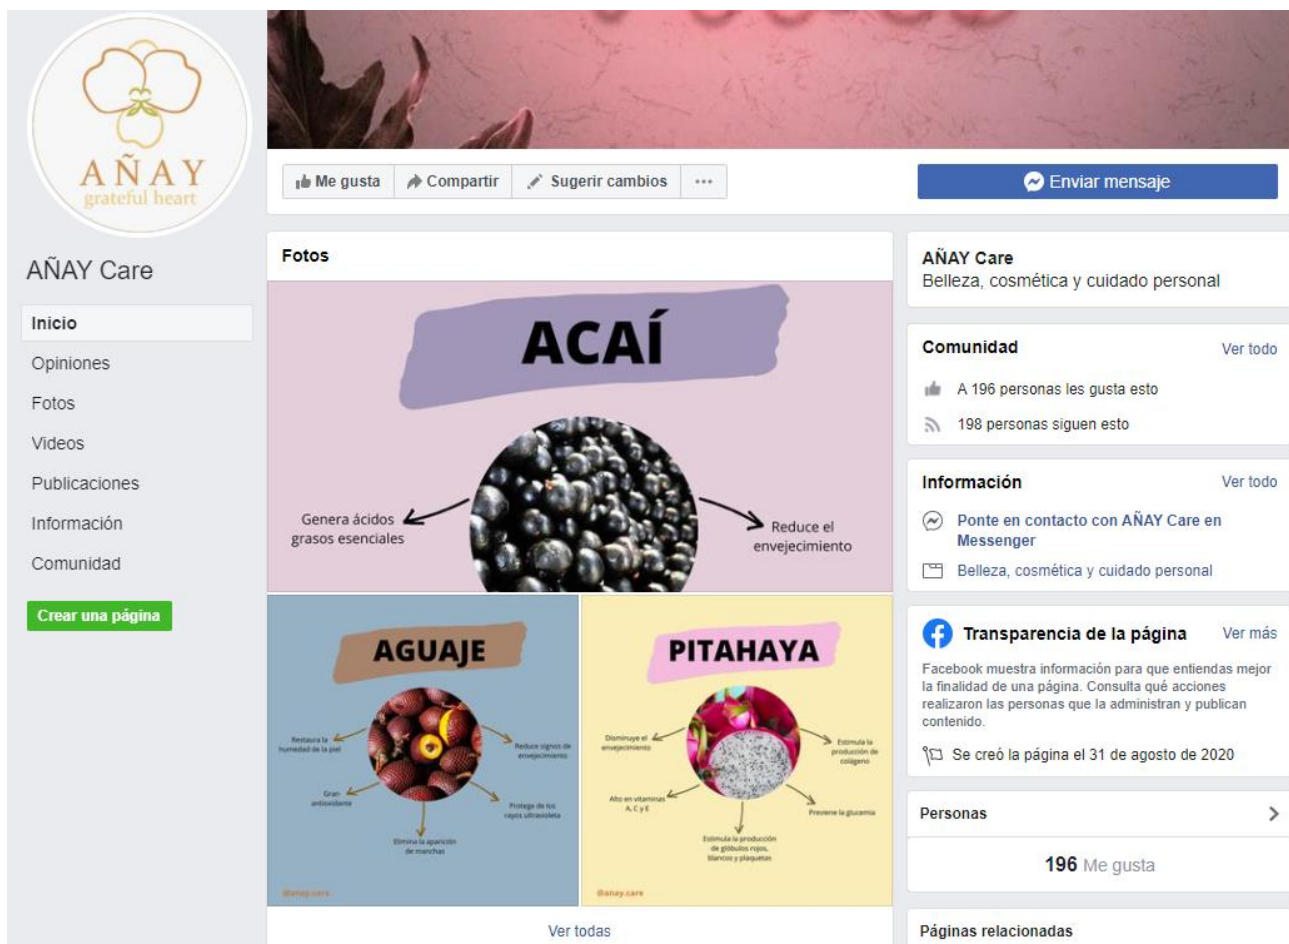 AÑAY
grateful heart
AÑAY Care
Inicio
Opiniones
Fotos
Videos
Publicaciones
Información
Comunidad
Crear una página
Me gusta
Compartir
Sugerir cambios
Enviar mensaje
Fotos
ACAÍ
Genera ácidos
grasos esenciales
Reduce el
envejecimiento
AGUAJE
Restaura la
humedad de la piel
Reduce signos de
envejecimiento
Gran
antioxidante
Protege de los
rayos ultravioleta
Elimina la aparición
de manchas
@anay.care
PITAHAYA
Disminuye el
envejecimiento
Estimula la
producción de
colágeno
Alto en vitaminas
A, C y E
Previene la glucemia
Estimula la producción
de glóbulos rojos,
blancos y plaquetas
@anay.care
Ver todas
AÑAY Care
Belleza, cosmética y cuidado personal
Comunidad
Ver todo
A 196 personas les gusta esto
198 personas siguen esto
Información
Ver todo
Ponte en contacto con AÑAY Care en
Messenger
Belleza, cosmética y cuidado personal
Transparencia de la página
Ver más
Facebook muestra información para que entiendas mejor
la finalidad de una página. Consulta qué acciones
realizaron las personas que la administran y publican
contenido.
Se creó la página el 31 de agosto de 2020
Personas
196 Me gusta
Páginas relacionadas